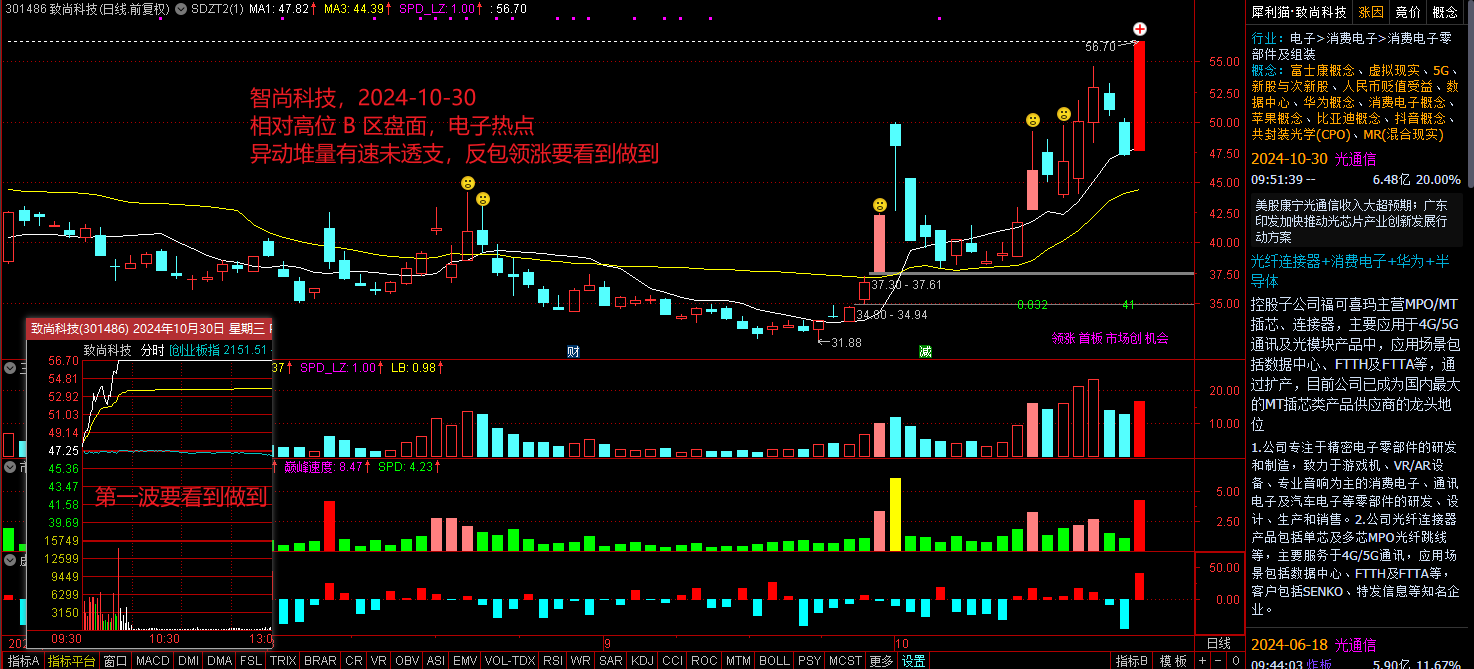 301486 致尚科技(日线.前复权) SDZT2(1) MA1: 47.82↑ MA3: 44.39↑ SPD_LZ: 1.00↑ : 56.70
56.70
智尚科技，2024-10-30
相对高位 B 区盘面，电子热点
异动堆量有速未透支，反包领涨要看到做到
55.00
52.50
50.00
47.50
45.00
42.50
40.00
37.50
35.00
37.30 - 37.61
34.80 - 34.94
0.032
41
←31.88
领涨 首板 市场创 机会
财
减
致尚科技(301486) 2024年10月30日 星期三
致尚科技 分时 创业板指 2151.51
56.70
54.81
52.92
51.03
49.14
47.25
45.36
43.47
41.58
39.69
15749
12599
9449
6299
3150
09:30 10:30 13:0
第一波要看到做到
37↑ SPD_LZ: 1.00↑ LB: 0.98↑
20.00
10.00
巅峰速度: 8.47↑ SPD: 4.23↑
5.00
2.50
50.00
0.00
9
10
日线
指标A 指标平台 窗口 MACD DMI DMA FSL TRIX BRAR CR VR OBV ASI EMV VOL-TDX RSI WR SAR KDJ CCI ROC MTM BOLL PSY MCST 更多 设置
指标B 模 板 + − 0
犀利猫·致尚科技 涨因 竞价 概念
行业：电子>消费电子>消费电子零
部件及组装
概念：富士康概念、虚拟现实、5G、
新股与次新股、人民币贬值受益、数
据中心、华为概念、消费电子概念、
苹果概念、比亚迪概念、抖音概念、
共封装光学(CPO)、MR(混合现实)
2024-10-30 光通信
09:51:39 -- 6.48亿 20.00%
美股康宁光通信收入大超预期；广东
印发加快推动光芯片产业创新发展行
动方案
光纤连接器+消费电子+华为+半
导体
控股子公司福可喜玛主营MPO/MT
插芯、连接器，主要应用于4G/5G
通讯及光模块产品中，应用场景包
括数据中心、FTTH及FTTA等，通
过扩产，目前公司已成为国内最大
的MT插芯类产品供应商的龙头地
位
1.公司专注于精密电子零部件的研发
和制造，致力于游戏机、VR/AR设
备、专业音响为主的消费电子、通讯
电子及汽车电子等零部件的研发、设
计、生产和销售。2.公司光纤连接器
产品包括单芯及多芯MPO光纤跳线
等，主要服务于4G/5G通讯，应用场
景包括数据中心、FTTH及FTTA等，
客户包括SENKO、特发信息等知名企
业。
2024-06-18 光通信
09:44:03 炸板 5.90亿 11.67%